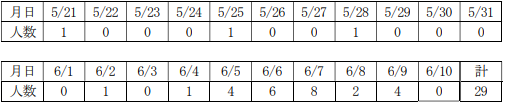 月日 5/21 5/22 5/23 5/24 5/25 5/26 5/27 5/28 5/29 5/30 5/31
人数 1 0 0 0 1 0 0 1 0 0 0
月日 6/1 6/2 6/3 6/4 6/5 6/6 6/7 6/8 6/9 6/10 計
人数 0 1 0 1 4 6 8 2 4 0 29